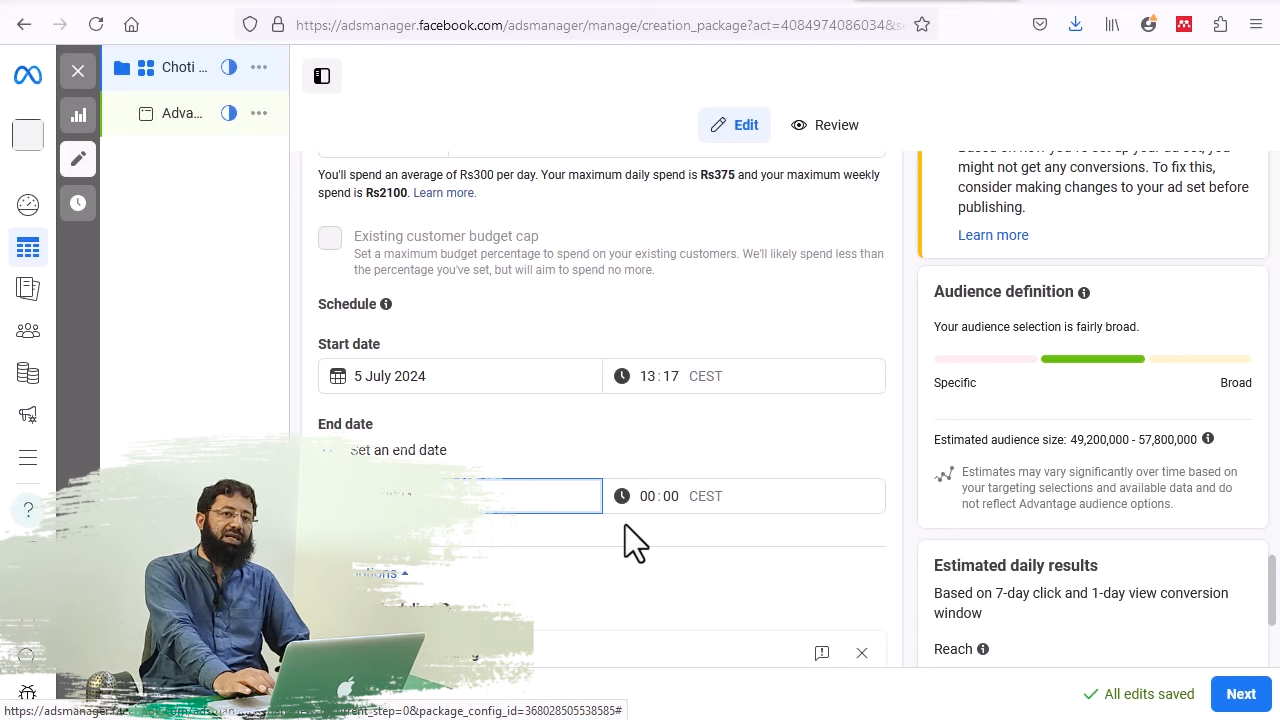 https://adsmanager.facebook.com/adsmanager/manage/creation_package?act=4084974086034&
Choti ...
Adva...
Edit
Review
You'll spend an average of Rs300 per day. Your maximum daily spend is Rs375 and your maximum weekly
spend is Rs2100. Learn more.
Existing customer budget cap
Set a maximum budget percentage to spend on your existing customers. We'll likely spend less than
the percentage you've set, but will aim to spend no more.
Schedule
Start date
5 July 2024
13:17 CEST
End date
Set an end date
00:00 CEST
might not get any conversions. To fix this,
consider making changes to your ad set before
publishing.
Learn more
Audience definition
Your audience selection is fairly broad.
Specific
Broad
Estimated audience size: 49,200,000 - 57,800,000
Estimates may vary significantly over time based on
your targeting selections and available data and do
not reflect Advantage audience options.
Estimated daily results
Based on 7-day click and 1-day view conversion
window
Reach
All edits saved
Next